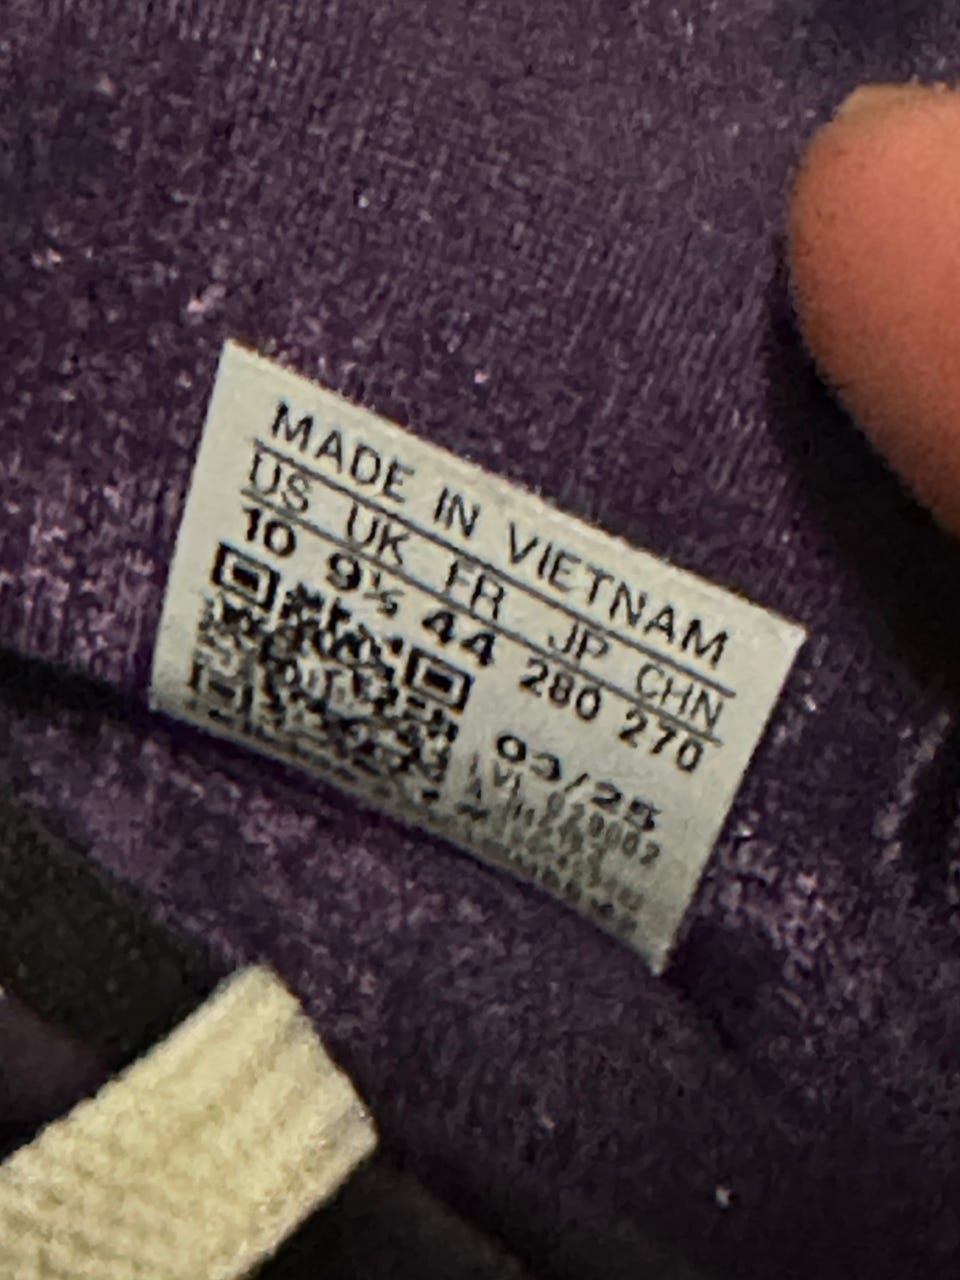 MADE IN VIETNAM
US UK FR JP CHN
10 9½ 44 280 270
03/25